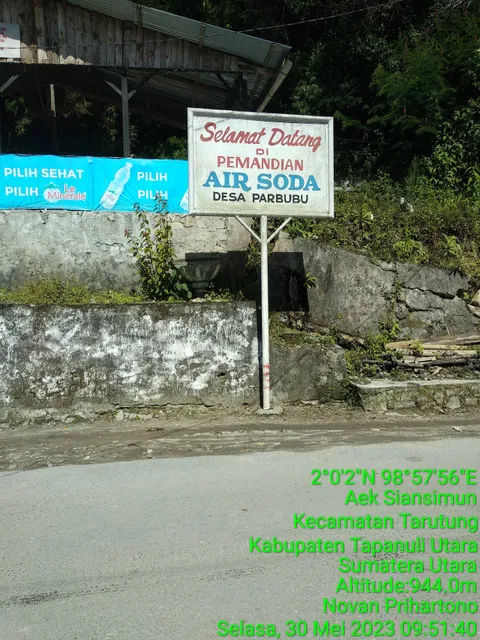 Selamat Datang
DI
PEMANDIAN
AIR SODA
DESA PARBUBU
PILIH SEHAT
PILIH Le Minerale
PILIH
PILIH
2°0'2"N 98°57'56"E
Aek Siansimun
Kecamatan Tarutung
Kabupaten Tapanuli Utara
Sumatera Utara
Altitude:944.0m
Novan Prihartono
Selasa, 30 Mei 2023 09:51:40